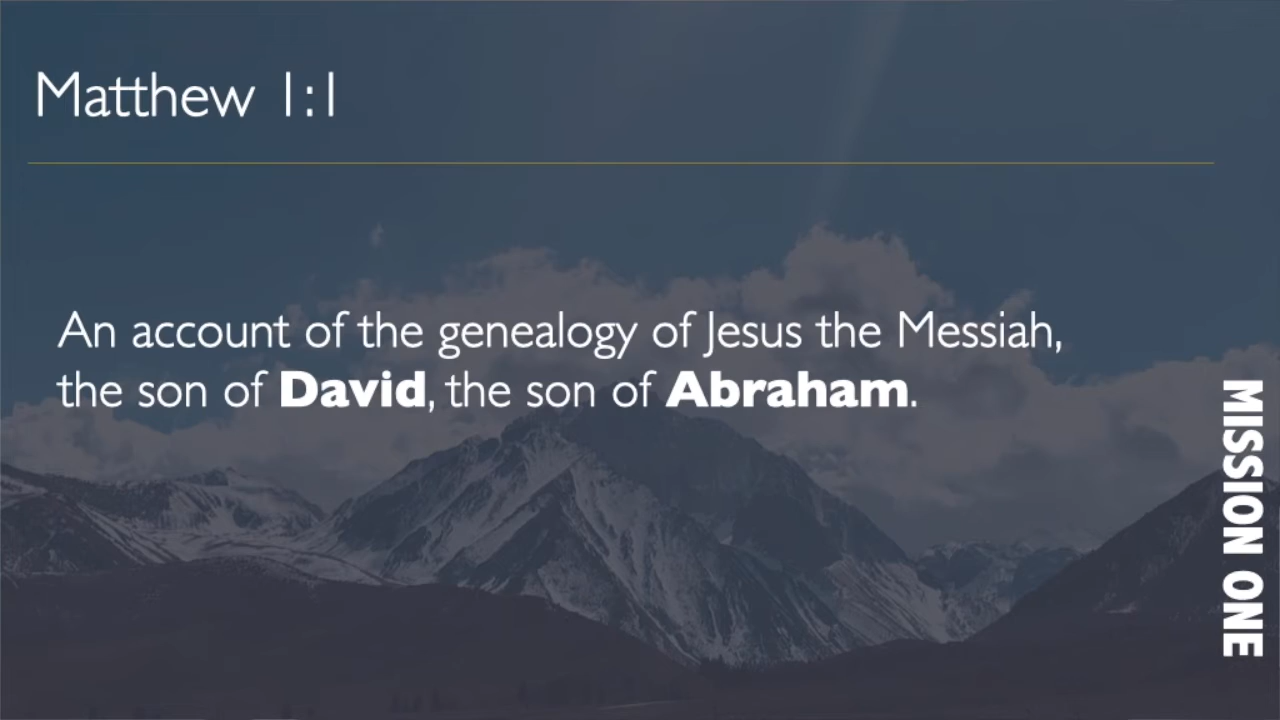 Matthew 1:1
An account of the genealogy of Jesus the Messiah,
the son of David, the son of Abraham.
MISSION ONE